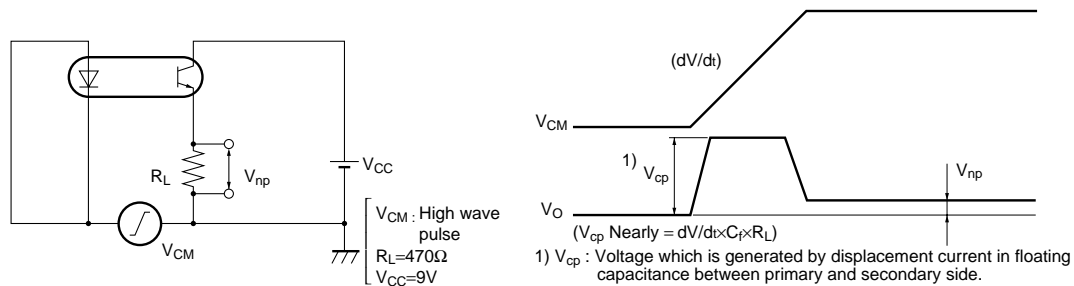 R_L
V_np
V_CC
V_CM
V_CM : High wave
pulse
R_L=470Ω
V_CC=9V
(dV/dt)
V_CM
1) V_cp
V_np
V_O
(V_cp Nearly = dV/dt×C_f×R_L)
1) V_cp : Voltage which is generated by displacement current in floating
capacitance between primary and secondary side.